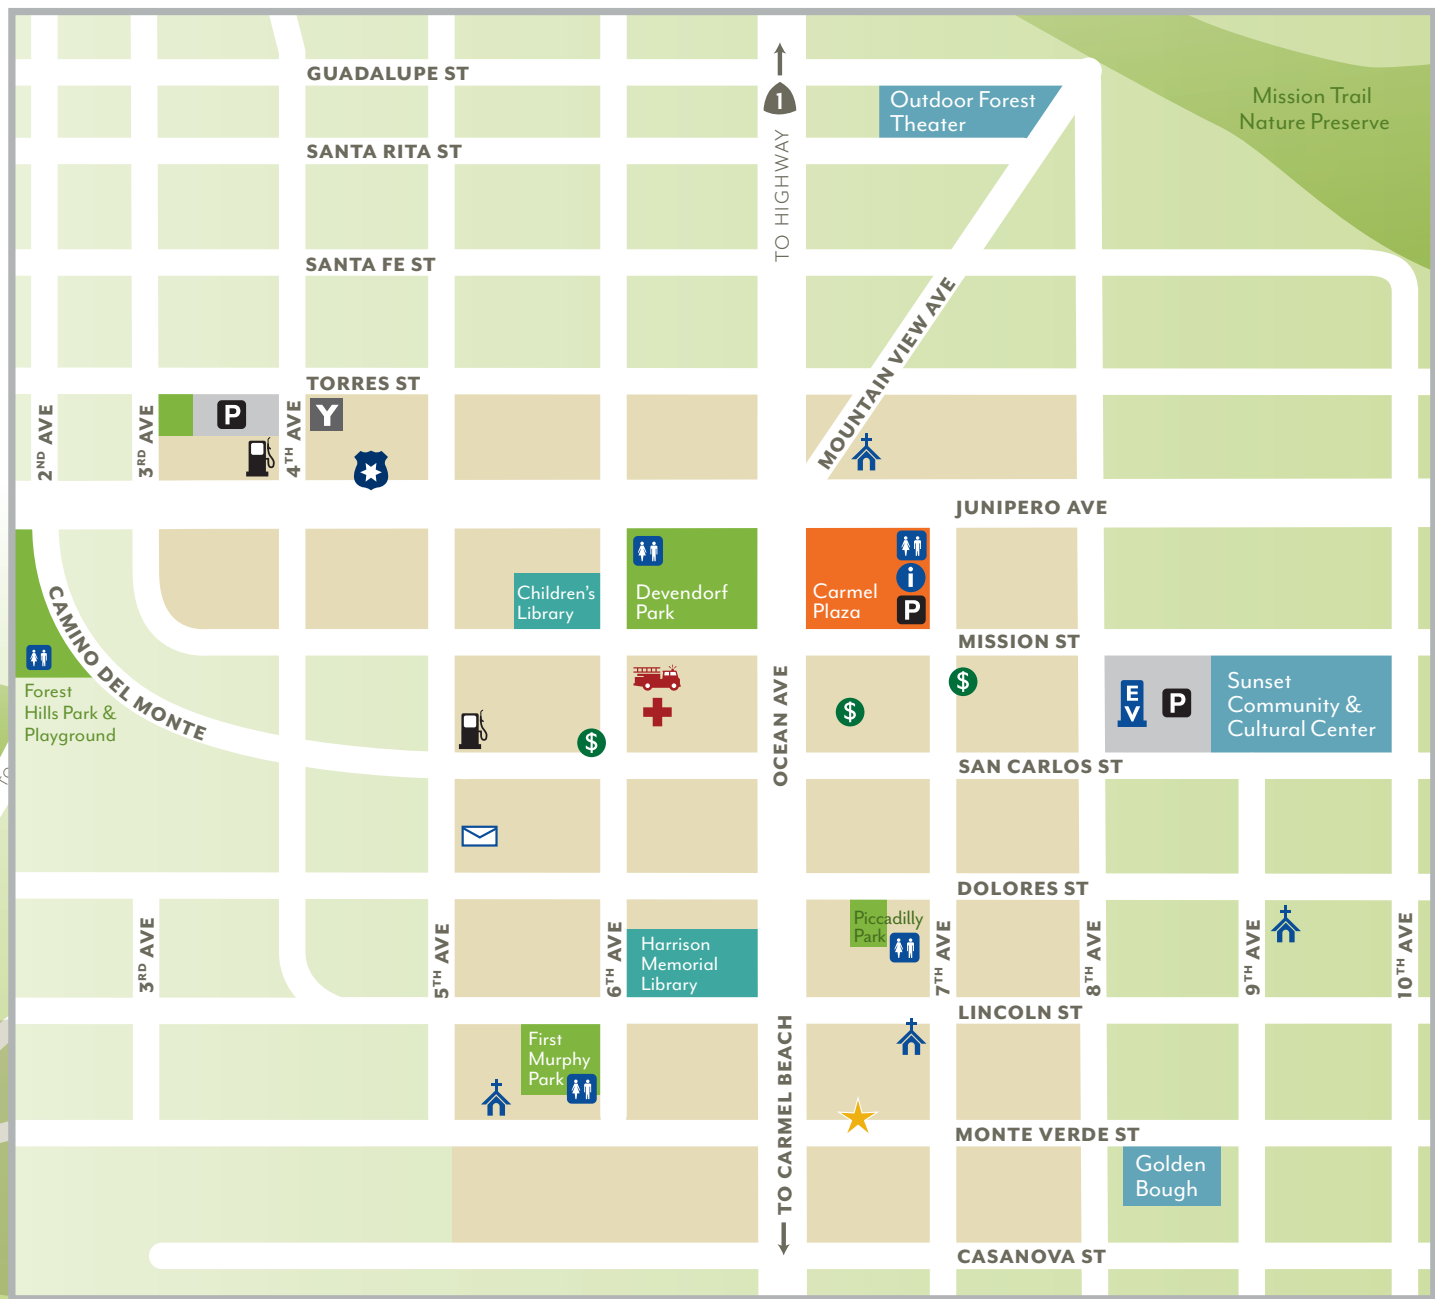 GUADALUPE ST
1
Outdoor Forest
Theater
Mission Trail
Nature Preserve
SANTA RITA ST
TO HIGHWAY
SANTA FE ST
MOUNTAIN VIEW AVE
TORRES ST
2ND AVE
3RD AVE
P
4TH AVE
Y
JUNIPERO AVE
CAMINO DEL MONTE
Children's
Library
Devendorf
Park
Carmel
Plaza
i
P
MISSION ST
Forest
Hills Park &
Playground
OCEAN AVE
$
$
$
E
V
P
Sunset
Community &
Cultural Center
SAN CARLOS ST
DOLORES ST
3RD AVE
5TH AVE
6TH AVE
Harrison
Memorial
Library
Piccadilly
Park
7TH AVE
8TH AVE
9TH AVE
10TH AVE
LINCOLN ST
First
Murphy
Park
TO CARMEL BEACH
MONTE VERDE ST
Golden
Bough
CASANOVA ST